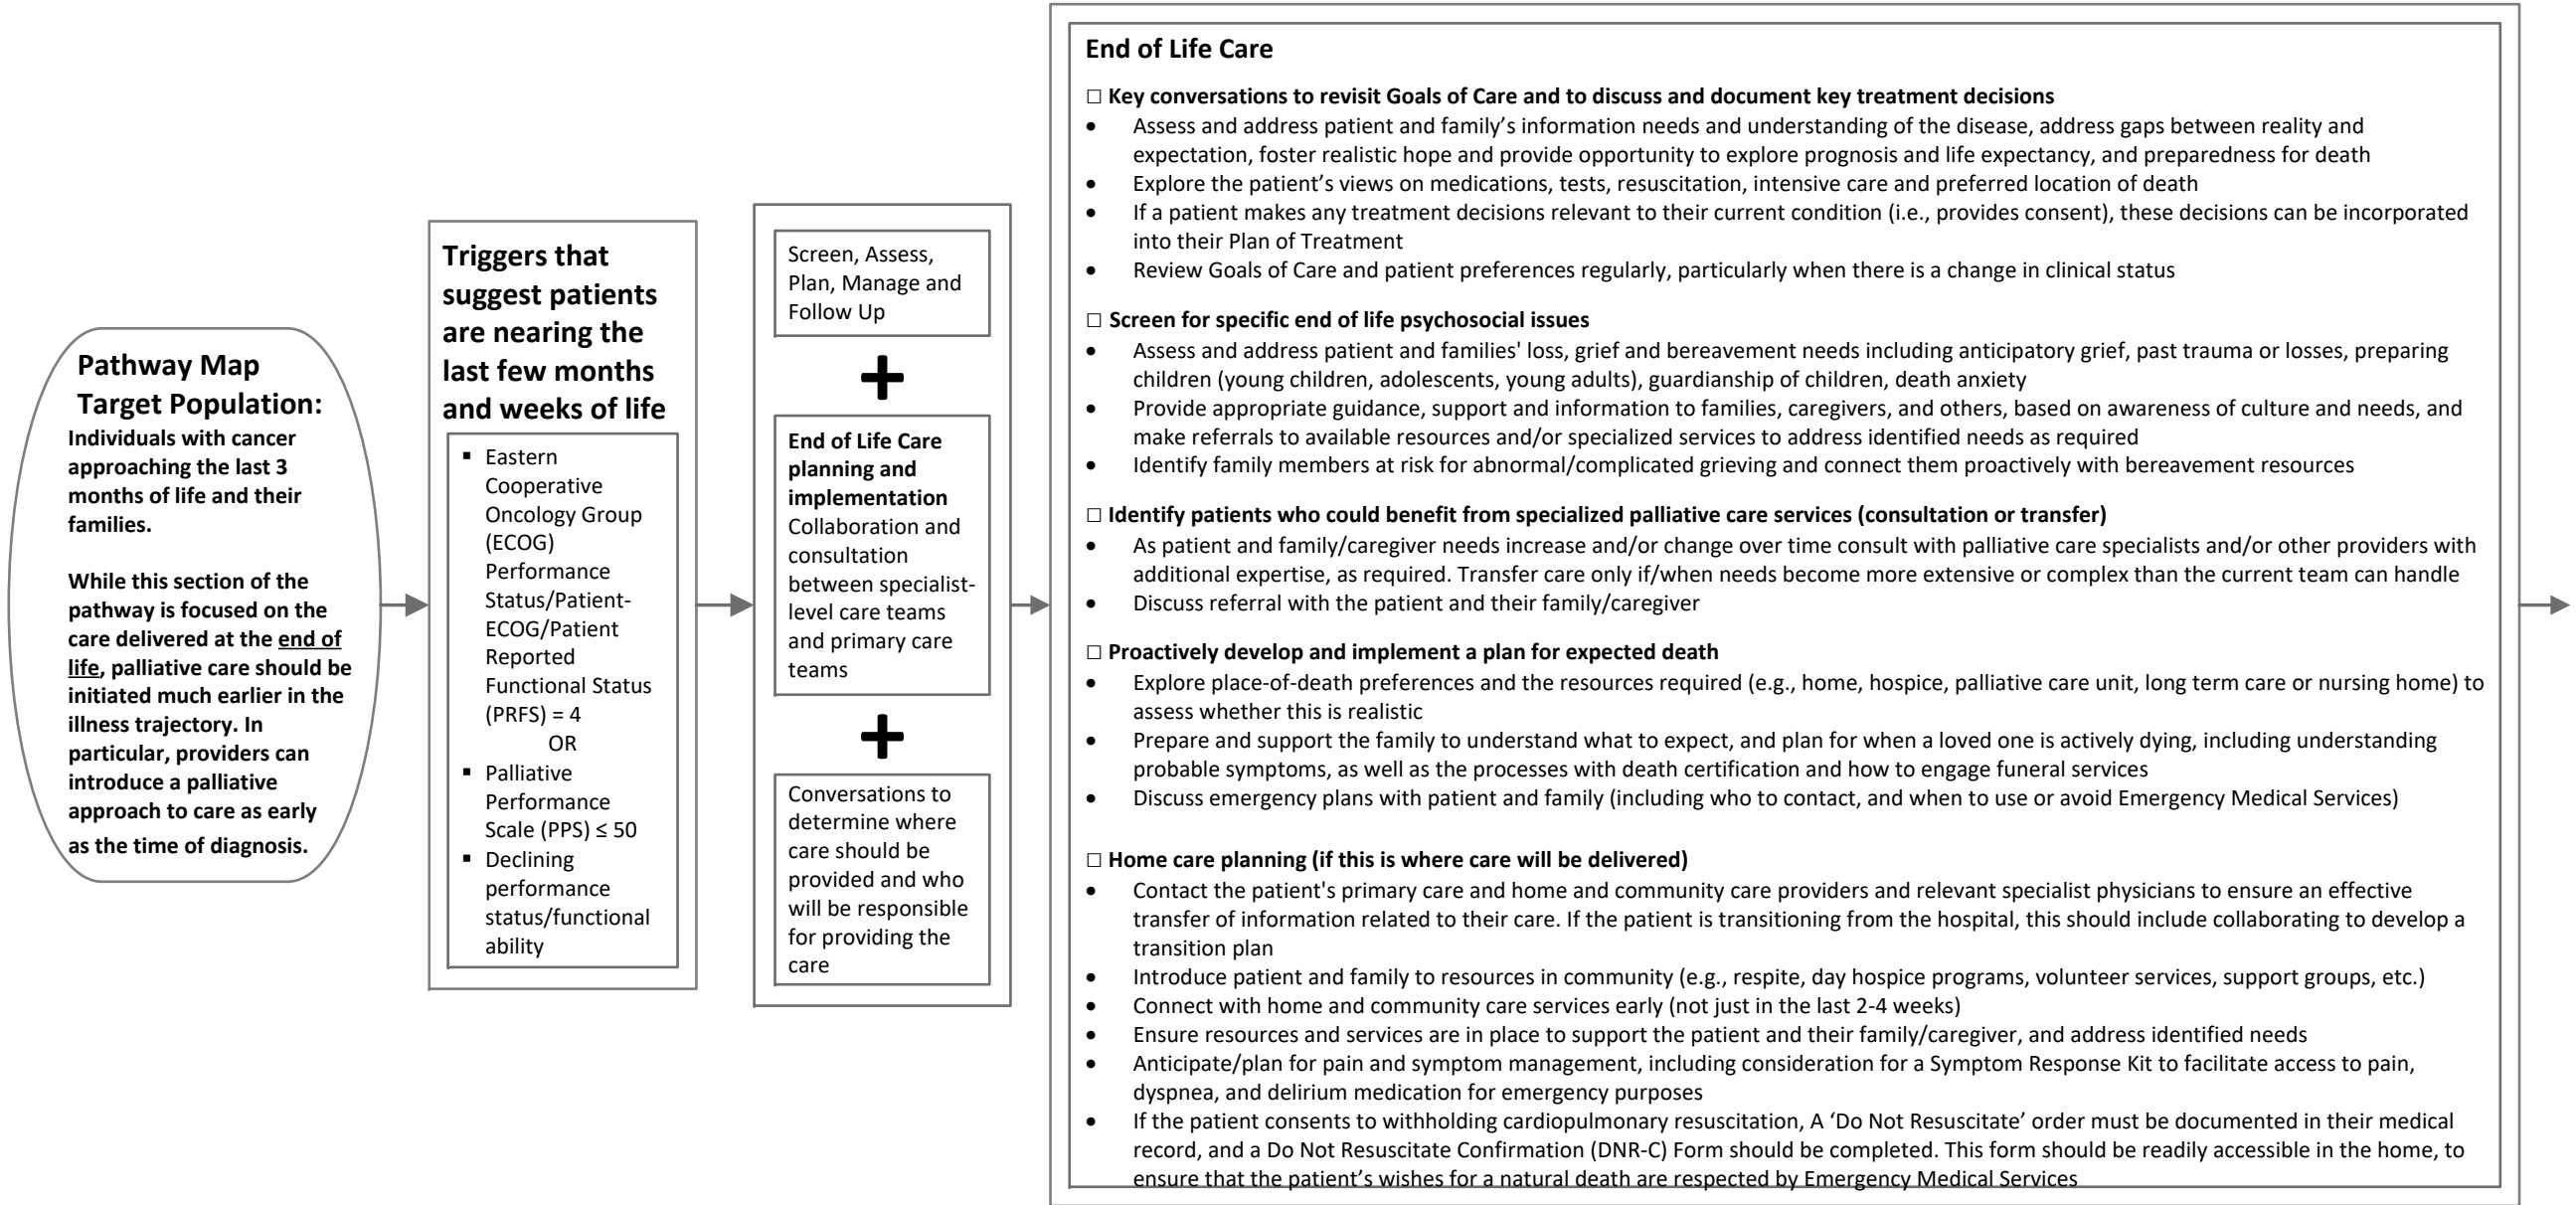 Pathway Map
Target Population:
Individuals with cancer
approaching the last 3
months of life and their
families.
While this section of the
pathway is focused on the
care delivered at the end of
life, palliative care should be
initiated much earlier in the
illness trajectory. In
particular, providers can
introduce a palliative
approach to care as early
as the time of diagnosis.
Triggers that
suggest patients
are nearing the
last few months
and weeks of life
▪ Eastern
Cooperative
Oncology Group
(ECOG)
Performance
Status/Patient-
ECOG/Patient
Reported
Functional Status
(PRFS) = 4
OR
▪ Palliative
Performance
Scale (PPS) ≤ 50
▪ Declining
performance
status/functional
ability
Screen, Assess,
Plan, Manage and
Follow Up
+
End of Life Care
planning and
implementation
Collaboration and
consultation
between specialist-
level care teams
and primary care
teams
+
Conversations to
determine where
care should be
provided and who
will be responsible
for providing the
care
End of Life Care
□ Key conversations to revisit Goals of Care and to discuss and document key treatment decisions
• Assess and address patient and family’s information needs and understanding of the disease, address gaps between reality and
expectation, foster realistic hope and provide opportunity to explore prognosis and life expectancy, and preparedness for death
• Explore the patient’s views on medications, tests, resuscitation, intensive care and preferred location of death
• If a patient makes any treatment decisions relevant to their current condition (i.e., provides consent), these decisions can be incorporated
into their Plan of Treatment
• Review Goals of Care and patient preferences regularly, particularly when there is a change in clinical status
□ Screen for specific end of life psychosocial issues
• Assess and address patient and families' loss, grief and bereavement needs including anticipatory grief, past trauma or losses, preparing
children (young children, adolescents, young adults), guardianship of children, death anxiety
• Provide appropriate guidance, support and information to families, caregivers, and others, based on awareness of culture and needs, and
make referrals to available resources and/or specialized services to address identified needs as required
• Identify family members at risk for abnormal/complicated grieving and connect them proactively with bereavement resources
□ Identify patients who could benefit from specialized palliative care services (consultation or transfer)
• As patient and family/caregiver needs increase and/or change over time consult with palliative care specialists and/or other providers with
additional expertise, as required. Transfer care only if/when needs become more extensive or complex than the current team can handle
• Discuss referral with the patient and their family/caregiver
□ Proactively develop and implement a plan for expected death
• Explore place-of-death preferences and the resources required (e.g., home, hospice, palliative care unit, long term care or nursing home) to
assess whether this is realistic
• Prepare and support the family to understand what to expect, and plan for when a loved one is actively dying, including understanding
probable symptoms, as well as the processes with death certification and how to engage funeral services
• Discuss emergency plans with patient and family (including who to contact, and when to use or avoid Emergency Medical Services)
□ Home care planning (if this is where care will be delivered)
• Contact the patient's primary care and home and community care providers and relevant specialist physicians to ensure an effective
transfer of information related to their care. If the patient is transitioning from the hospital, this should include collaborating to develop a
transition plan
• Introduce patient and family to resources in community (e.g., respite, day hospice programs, volunteer services, support groups, etc.)
• Connect with home and community care services early (not just in the last 2-4 weeks)
• Ensure resources and services are in place to support the patient and their family/caregiver, and address identified needs
• Anticipate/plan for pain and symptom management, including consideration for a Symptom Response Kit to facilitate access to pain,
dyspnea, and delirium medication for emergency purposes
• If the patient consents to withholding cardiopulmonary resuscitation, A ‘Do Not Resuscitate’ order must be documented in their medical
record, and a Do Not Resuscitate Confirmation (DNR-C) Form should be completed. This form should be readily accessible in the home, to
ensure that the patient’s wishes for a natural death are respected by Emergency Medical Services